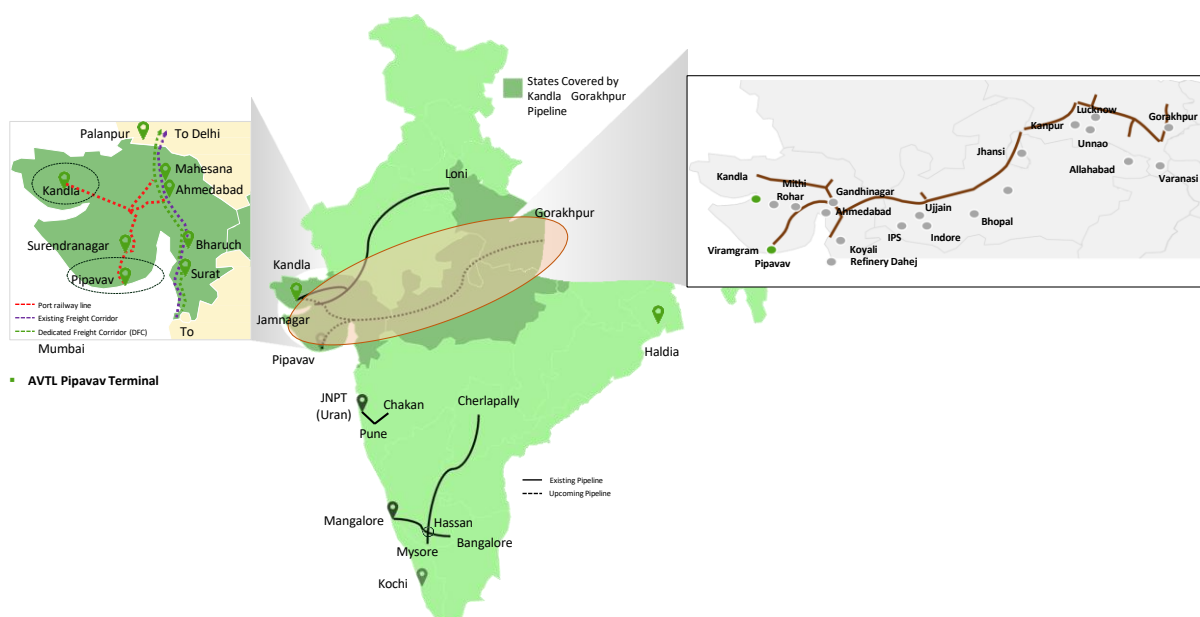 States Covered by
Kandla Gorakhpur
Pipeline
Palanpur
To Delhi
Mahesana
Ahmedabad
Kandla
Surendranagar
Bharuch
Pipavav
Surat
Port railway line
Existing Freight Corridor
Dedicated Freight Corridor (DFC)
To
Mumbai
AVTL Pipavav Terminal
Loni
Gorakhpur
Kandla
Jamnagar
Pipavav
Haldia
JNPT
(Uran)
Chakan
Pune
Cherlapally
Existing Pipeline
Upcoming Pipeline
Mangalore
Hassan
Bangalore
Mysore
Kochi
Lucknow
Kanpur
Gorakhpur
Unnao
Jhansi
Allahabad
Varanasi
Kandla
Mithi
Rohar
Gandhinagar
Ahmedabad
Ujjain
Bhopal
IPS
Indore
Viramgram
Pipavav
Koyali
Refinery Dahej